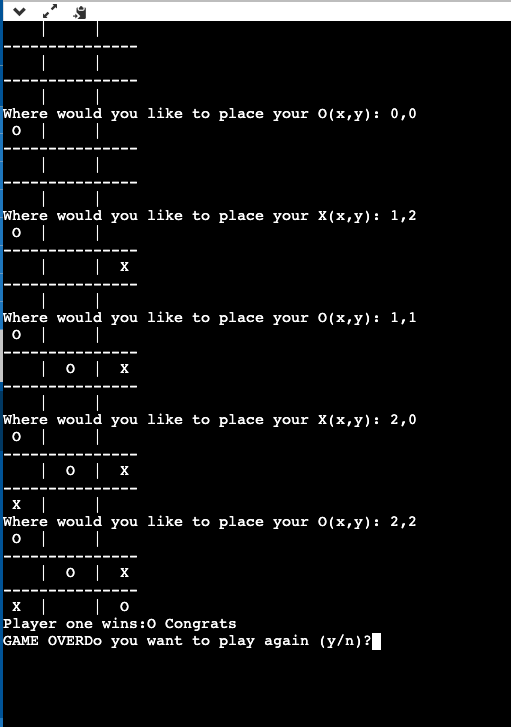 |     |
---------------
    |     |
---------------
    |     |
Where would you like to place your O(x,y): 0,0
 O  |     |
---------------
    |     |
---------------
    |     |
Where would you like to place your X(x,y): 1,2
 O  |     |
---------------
    |     |  X
---------------
    |     |
Where would you like to place your O(x,y): 1,1
 O  |     |
---------------
    |  O  |  X
---------------
    |     |
Where would you like to place your X(x,y): 2,0
 O  |     |
---------------
    |  O  |  X
---------------
 X  |     |
Where would you like to place your O(x,y): 2,2
 O  |     |
---------------
    |  O  |  X
---------------
 X  |     |  O
Player one wins:O Congrats
GAME OVERDo you want to play again (y/n)?